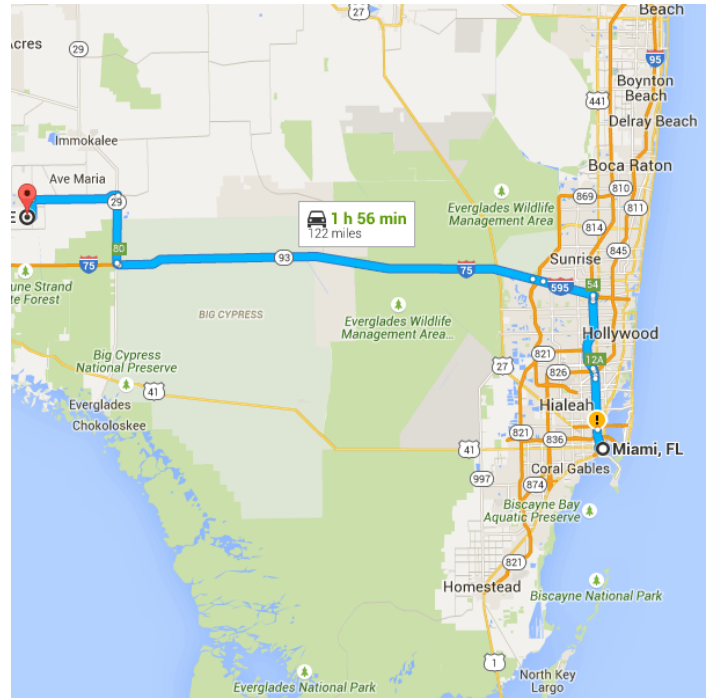 Beach
27
Acres
29
95
Boynton
Beach
441
Immokalee
Delray Beach
Ave Maria
Boca Raton
810
E
29
1 h 56 min
122 miles
869
811
Everglades Wildlife
Management Area
814
80
845
Sunrise
75
93
75
595
54
une Strand
te Forest
BIG CYPRESS
Everglades Wildlife
Management Area...
Hollywood
Big Cypress
National Preserve
821
12A
27
826
41
Everglades
Chokoloskee
Hialeah
821
836
41
Miami, FL
Coral Gables
997
874
Biscayne Bay
Aquatic Preserve
821
Homestead
Biscayne National Park
1
North Key
Largo
Everglades National Park